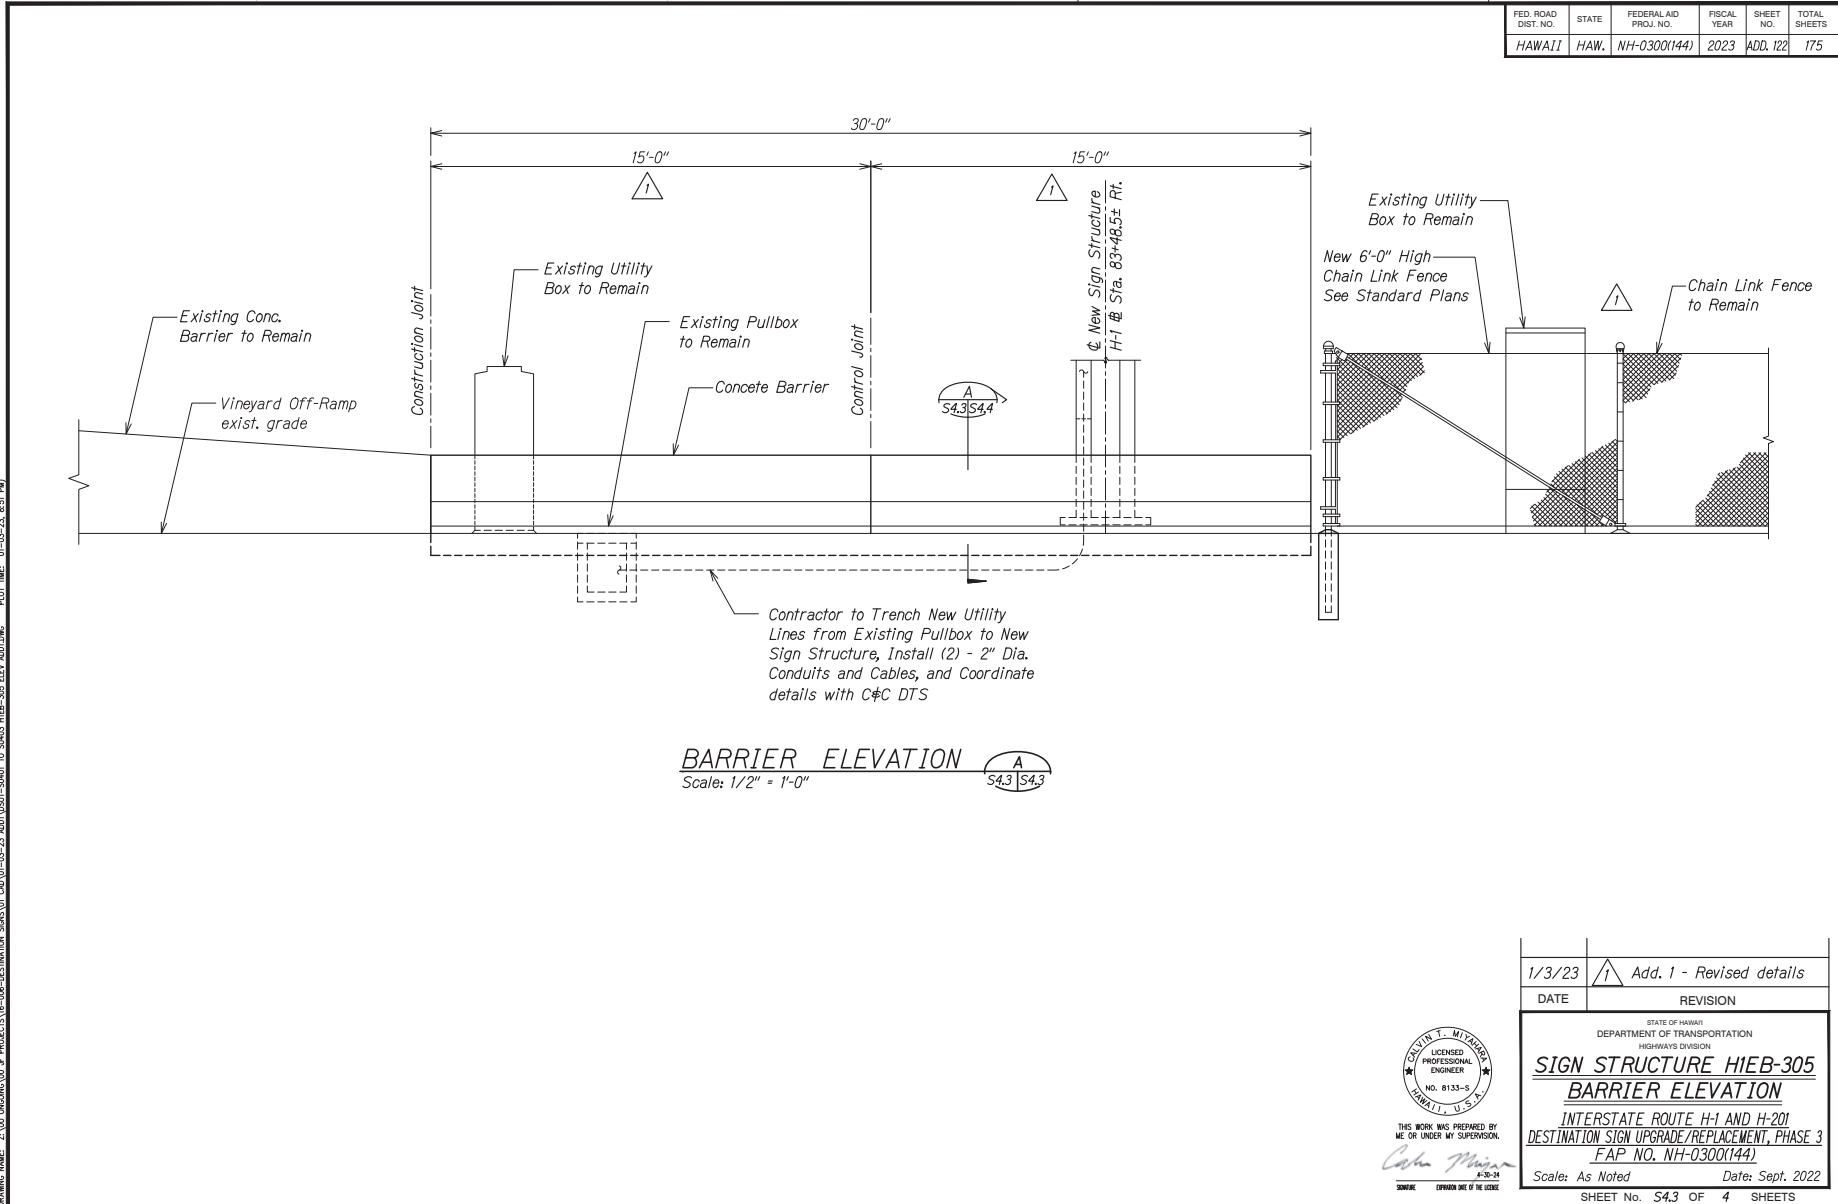 FED. ROAD DIST. NO. STATE FEDERAL AID PROJ. NO. FISCAL YEAR SHEET NO. TOTAL SHEETS
HAWAII HAW. NH-0300(144) 2023 ADD. 122 175
30'-0"
15'-0" 15'-0"
1 1
Existing Utility
Box to Remain
New 6'-0" High
Chain Link Fence
See Standard Plans
1
Chain Link Fence
to Remain
℄ New Sign Structure
H-1 ⅊ Sta. 83+48.5± Rt.
Existing Utility
Box to Remain
Existing Conc.
Barrier to Remain
Existing Pullbox
to Remain
Construction Joint
Control Joint
Concete Barrier
A
S4.3 S4.4
Vineyard Off-Ramp
exist. grade
Contractor to Trench New Utility
Lines from Existing Pullbox to New
Sign Structure, Install (2) - 2" Dia.
Conduits and Cables, and Coordinate
details with C&C DTS
BARRIER ELEVATION
A
S4.3 S4.3
Scale: 1/2" = 1'-0"
1/3/23 1 Add. 1 - Revised details
DATE REVISION
STATE OF HAWAII
DEPARTMENT OF TRANSPORTATION
HIGHWAYS DIVISION
SIGN STRUCTURE H1EB-305
BARRIER ELEVATION
INTERSTATE ROUTE H-1 AND H-201
DESTINATION SIGN UPGRADE/REPLACEMENT, PHASE 3
FAP NO. NH-0300(144)
Scale: As Noted Date: Sept. 2022
SHEET No. S4.3 OF 4 SHEETS
CALVIN T. MIYAHARA
LICENSED
PROFESSIONAL
ENGINEER
NO. 8133-S
HAWAII, U.S.A.
THIS WORK WAS PREPARED BY
ME OR UNDER MY SUPERVISION.
4-30-24
SIGNATURE EXPIRATION DATE OF THE LICENSE